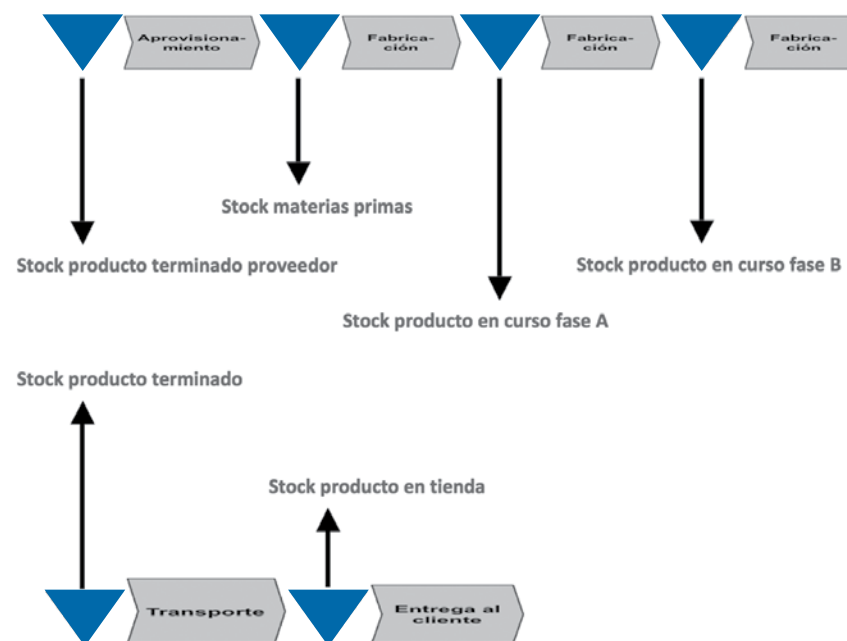 Aprovisiona-
miento
Fabrica-
ción
Fabrica-
ción
Fabrica-
ción
Stock materias primas
Stock producto terminado proveedor
Stock producto en curso fase B
Stock producto en curso fase A
Stock producto terminado
Stock producto en tienda
Transporte
Entrega al
cliente